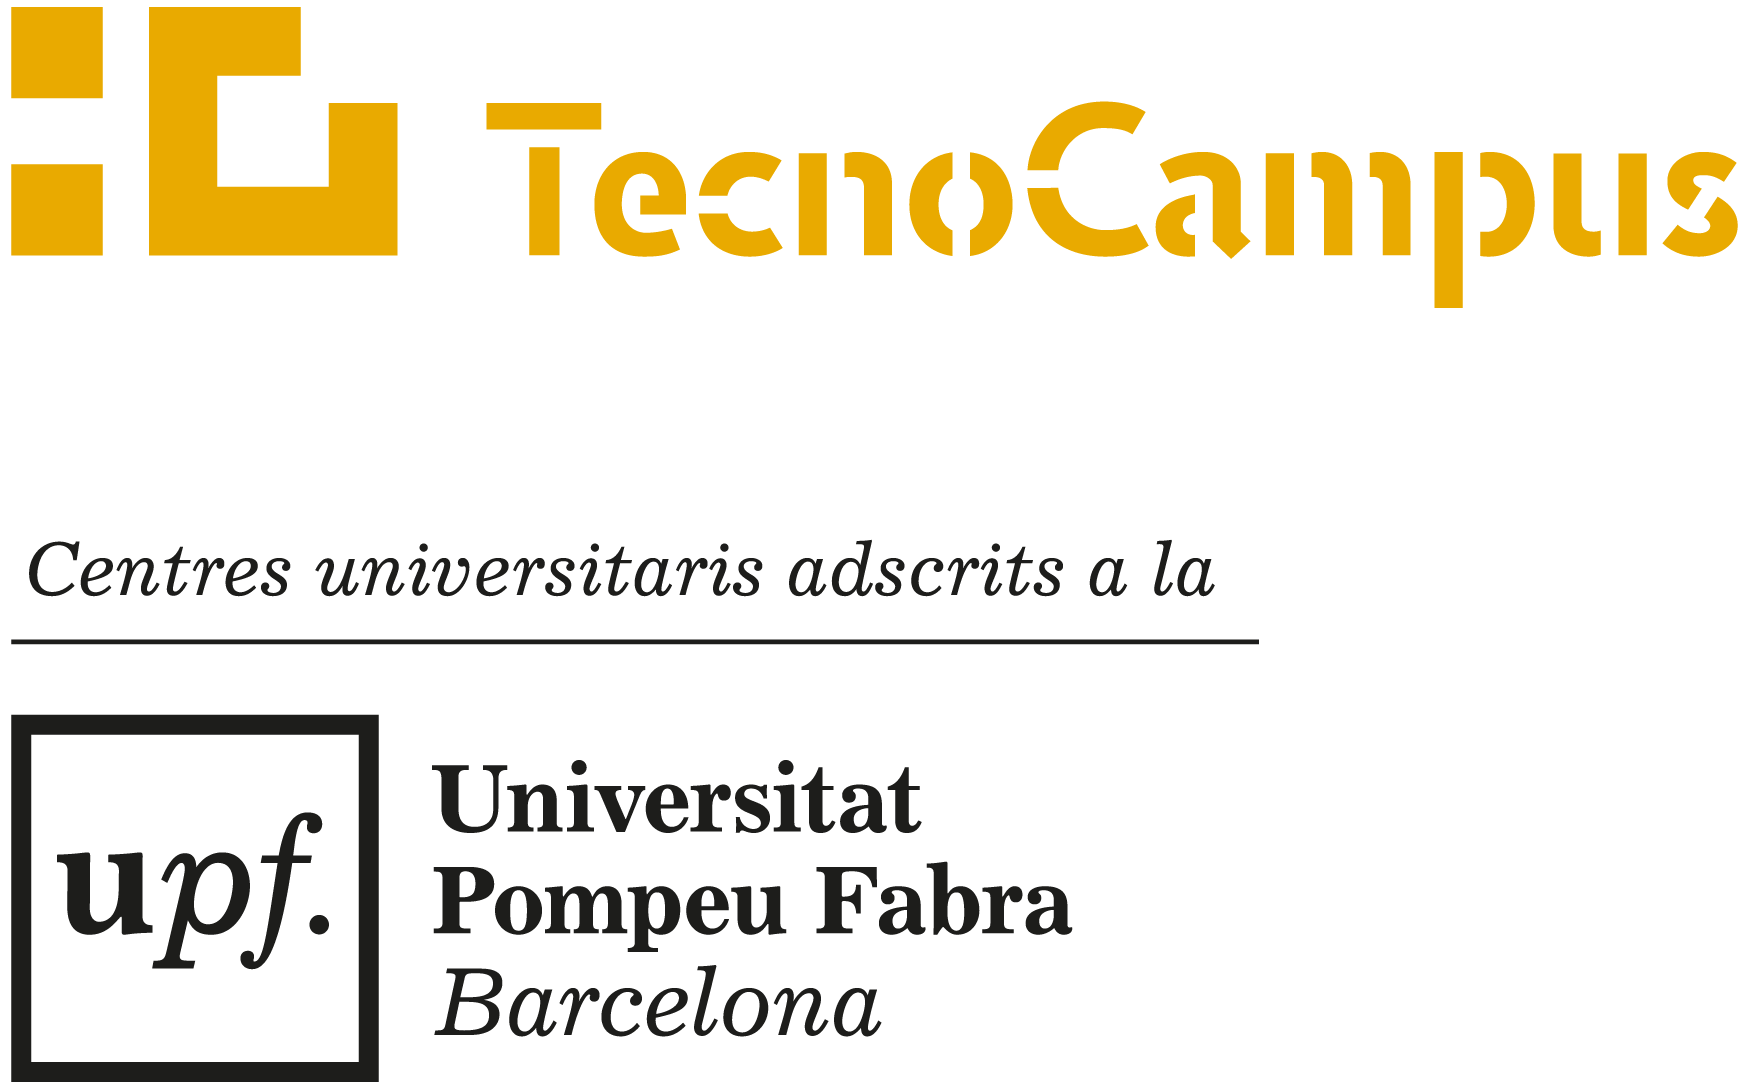 TecnoCampus
Centres universitaris adscrits a la
upf.
Universitat
Pompeu Fabra
Barcelona